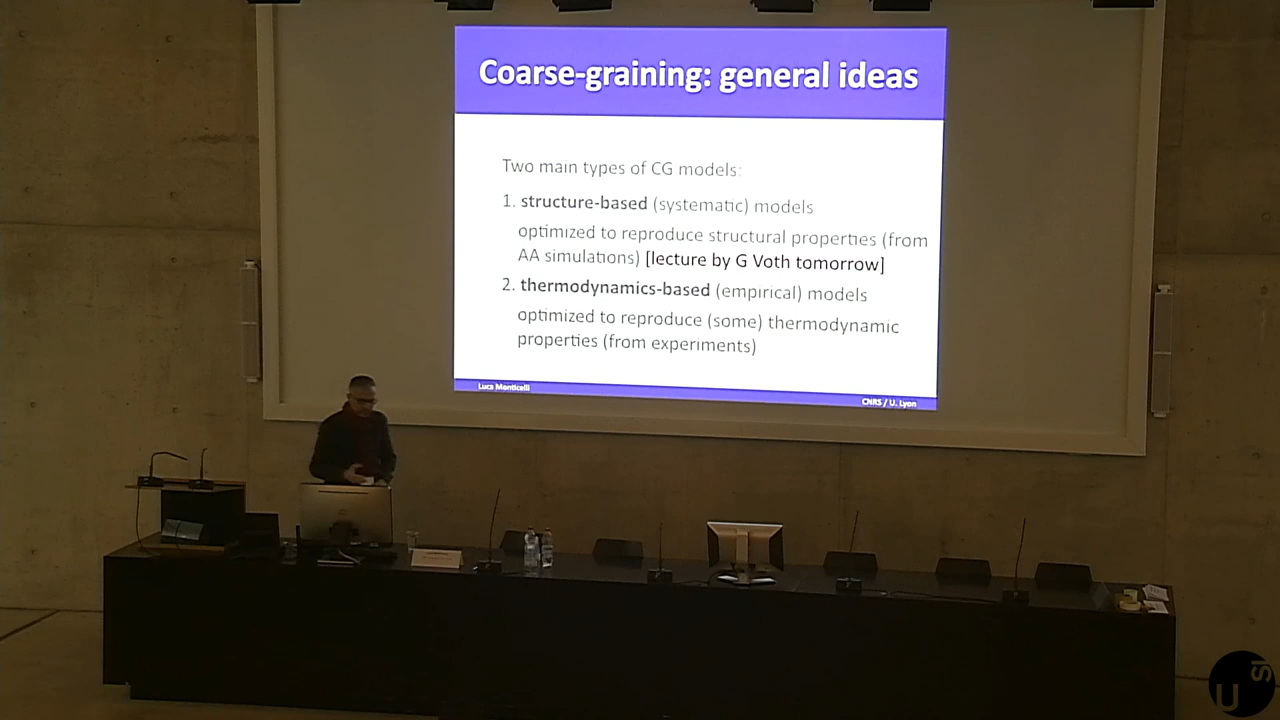 Coarse-graining: general ideas
Two main types of CG models:
1. structure-based (systematic) models
optimized to reproduce structural properties (from
AA simulations) [lecture by G Voth tomorrow]
2. thermodynamics-based (empirical) models
optimized to reproduce (some) thermodynamic
properties (from experiments)
Luca Monticelli
CNRS / U. Lyon
U
SI